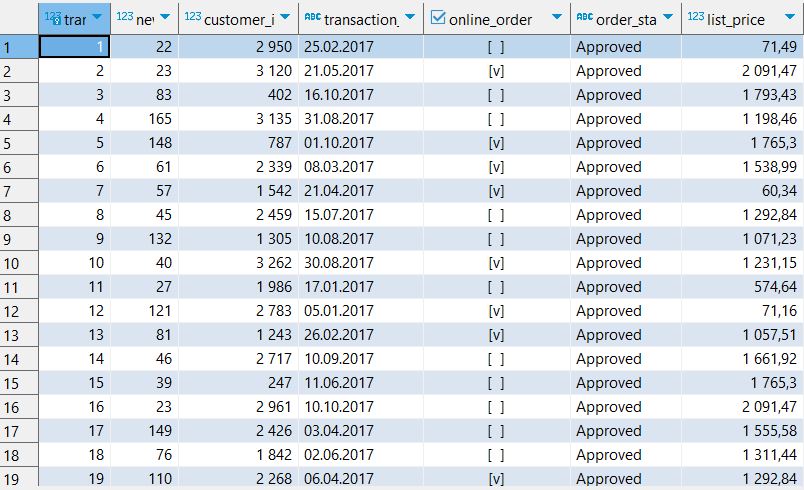 123 trar 123 nev 123 customer_i ABC transaction_ online_order ABC order_sta 123 list_price
1 1 22 2 950 25.02.2017 [ ] Approved 71,49
2 2 23 3 120 21.05.2017 [v] Approved 2 091,47
3 3 83 402 16.10.2017 [ ] Approved 1 793,43
4 4 165 3 135 31.08.2017 [ ] Approved 1 198,46
5 5 148 787 01.10.2017 [v] Approved 1 765,3
6 6 61 2 339 08.03.2017 [v] Approved 1 538,99
7 7 57 1 542 21.04.2017 [v] Approved 60,34
8 8 45 2 459 15.07.2017 [ ] Approved 1 292,84
9 9 132 1 305 10.08.2017 [ ] Approved 1 071,23
10 10 40 3 262 30.08.2017 [v] Approved 1 231,15
11 11 27 1 986 17.01.2017 [ ] Approved 574,64
12 12 121 2 783 05.01.2017 [v] Approved 71,16
13 13 81 1 243 26.02.2017 [v] Approved 1 057,51
14 14 46 2 717 10.09.2017 [ ] Approved 1 661,92
15 15 39 247 11.06.2017 [ ] Approved 1 765,3
16 16 23 2 961 10.10.2017 [ ] Approved 2 091,47
17 17 149 2 426 03.04.2017 [ ] Approved 1 555,58
18 18 76 1 842 02.06.2017 [ ] Approved 1 311,44
19 19 110 2 268 06.04.2017 [v] Approved 1 292,84